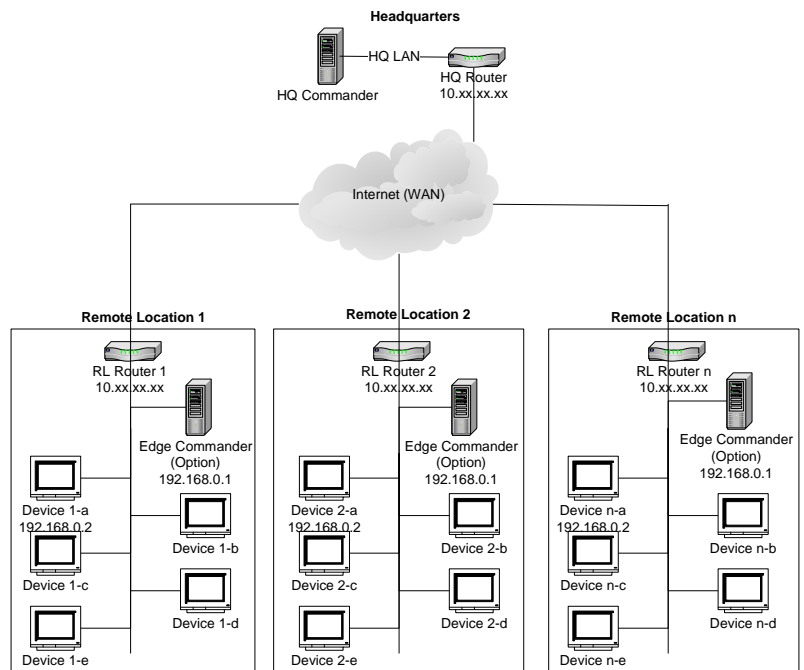 Headquarters
HQ LAN
HQ Commander
HQ Router
10.xx.xx.xx
Internet (WAN)
Remote Location 1
RL Router 1
10.xx.xx.xx
Edge Commander
(Option)
192.168.0.1
Device 1-a
192.168.0.2
Device 1-b
Device 1-c
Device 1-d
Device 1-e
Remote Location 2
RL Router 2
10.xx.xx.xx
Edge Commander
(Option)
192.168.0.1
Device 2-a
192.168.0.2
Device 2-b
Device 2-c
Device 2-d
Device 2-e
Remote Location n
RL Router n
10.xx.xx.xx
Edge Commander
(Option)
192.168.0.1
Device n-a
192.168.0.2
Device n-b
Device n-c
Device n-d
Device n-e